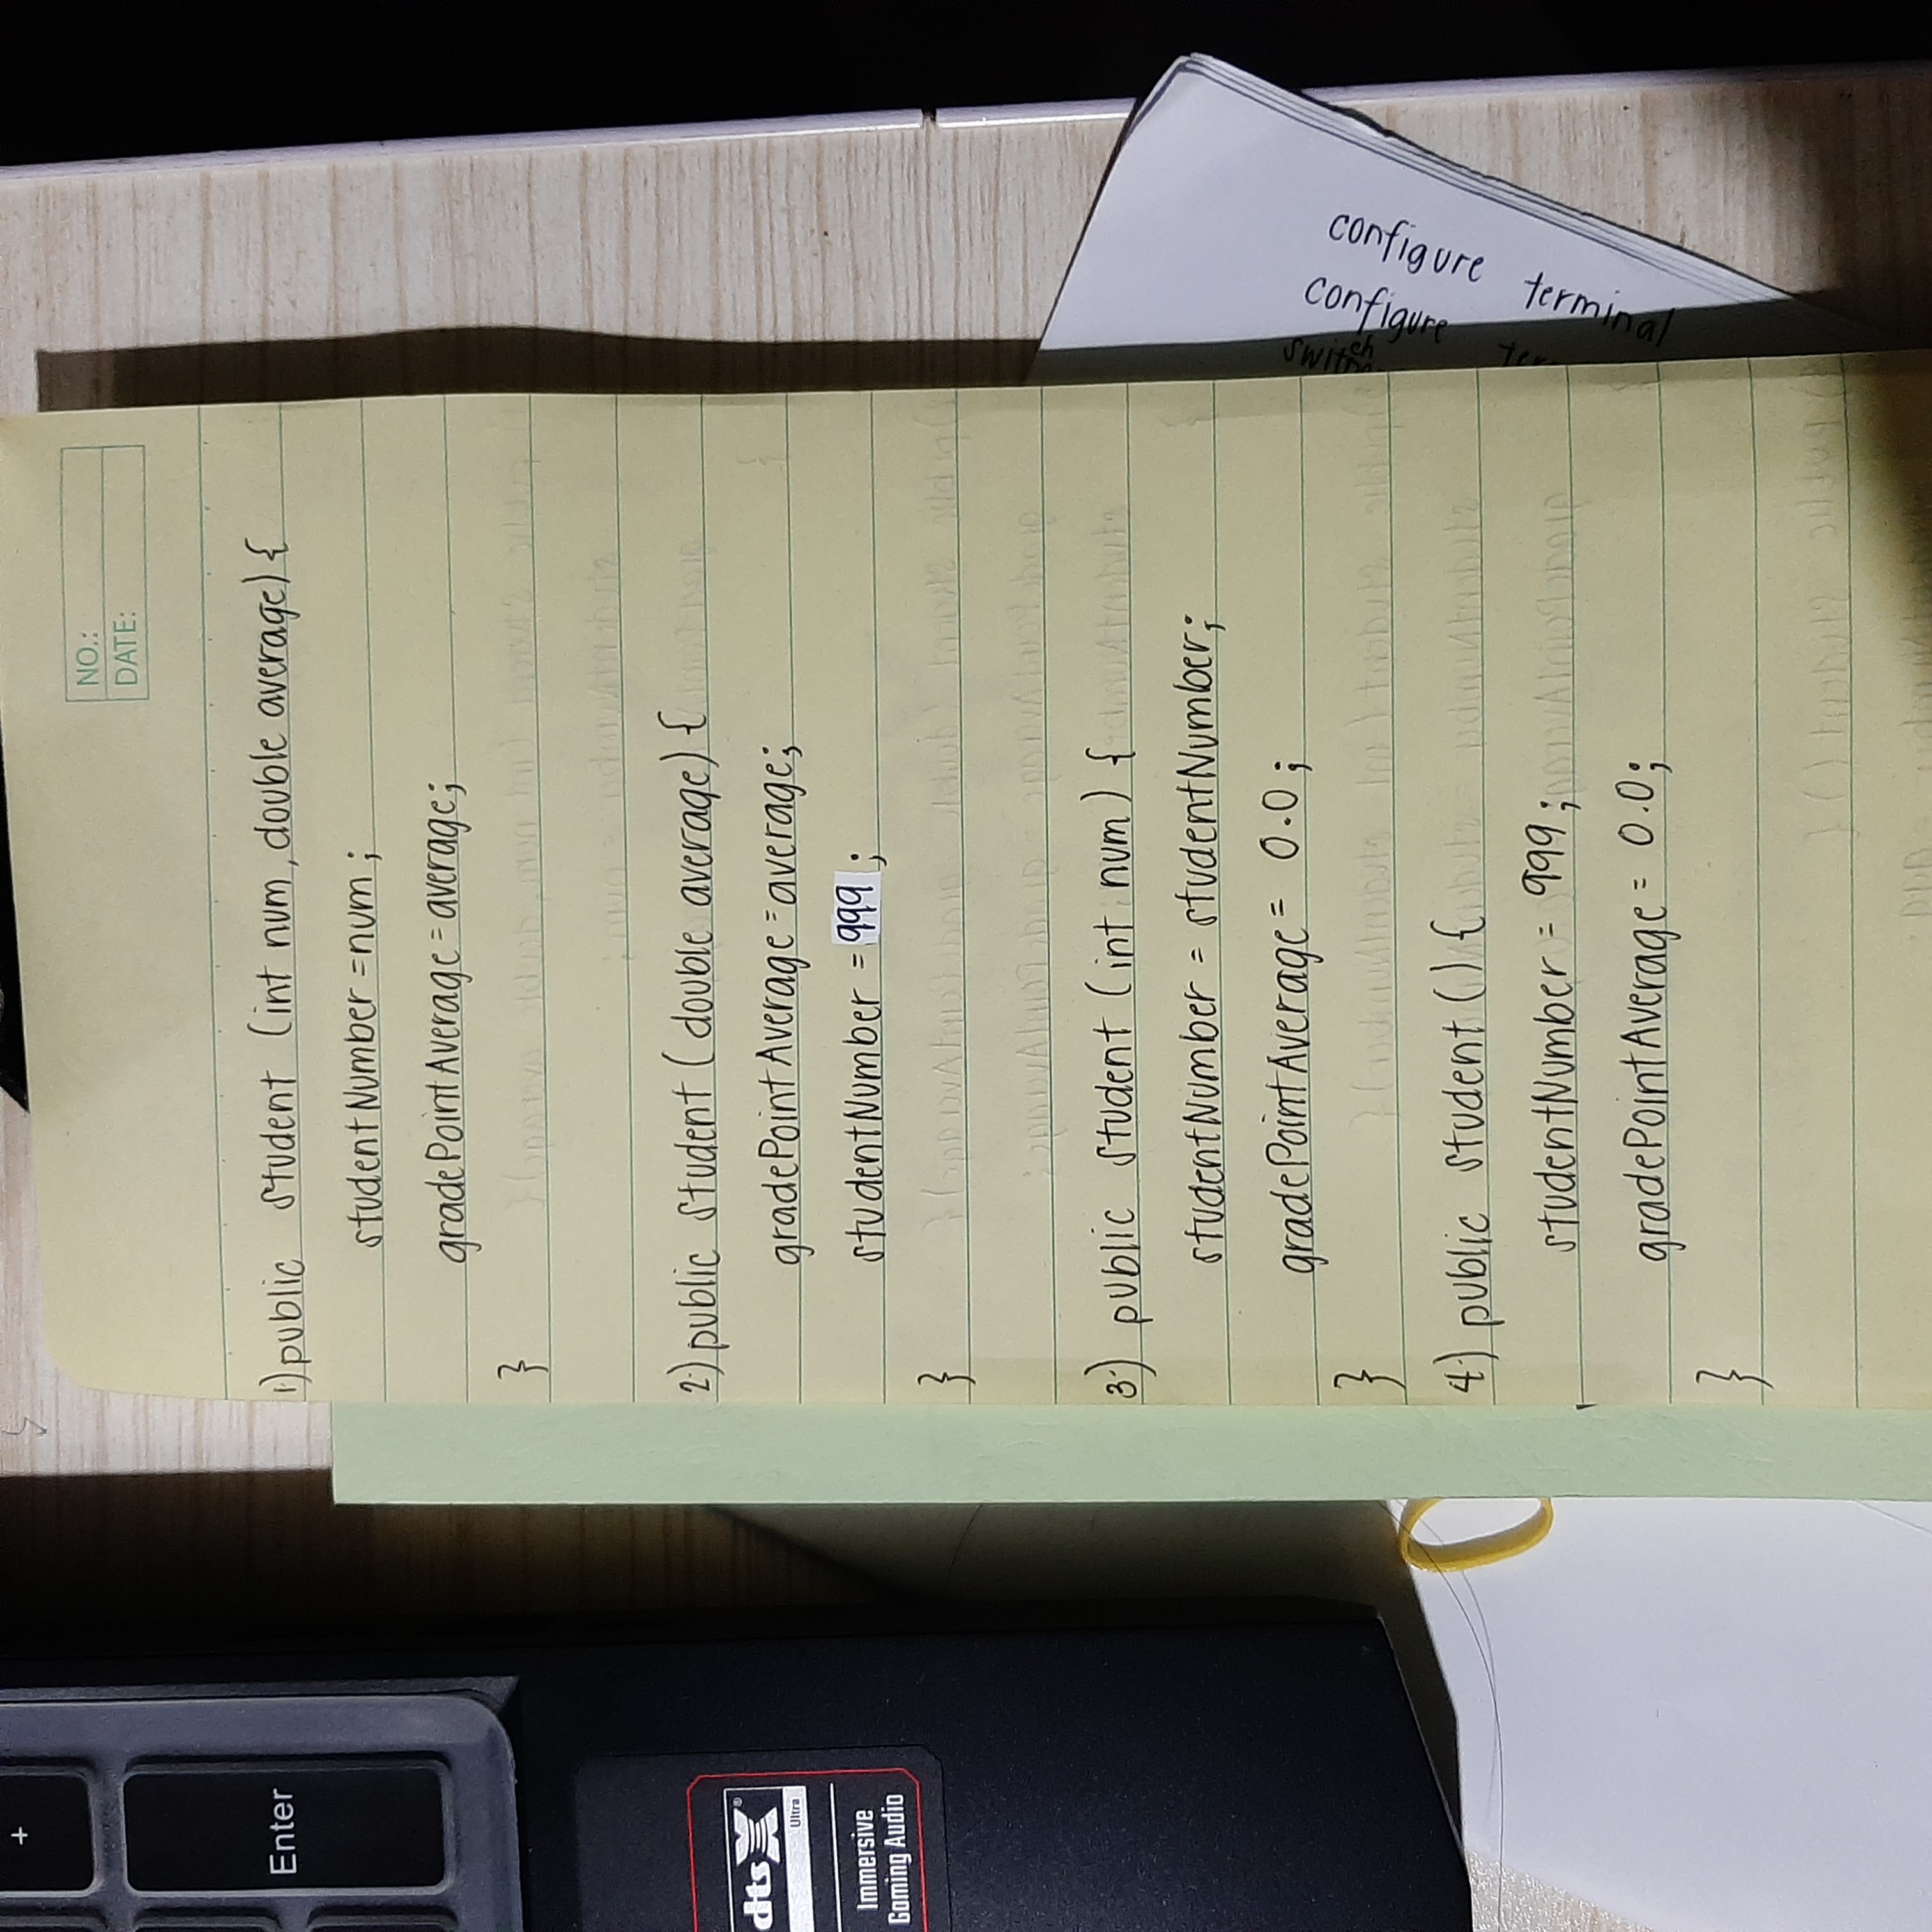 +
Enter
dts X®
Ultra
Immersive
Gaming Audio
NO.:
DATE:
1) public Student (int num, double average) {
studentNumber = num ;
gradePointAverage = average;
}
2.) public Student ( double average) {
gradePointAverage = average;
studentNumber = 999 ;
}
3.) public Student (int num) {
studentNumber = studentNumber;
gradePointAverage = 0.0 ;
}
4.) public Student () {
studentNumber = 999;
gradePointAverage = 0.0;
}
configure
configure terminal
switch